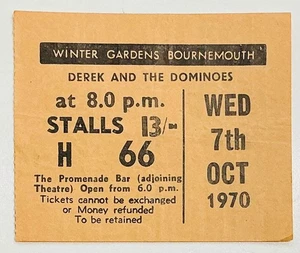 WINTER GARDENS BOURNEMOUTH
DEREK AND THE DOMINOES
at 8.0 p.m.
STALLS 13/-
H 66
The Promenade Bar (adjoining
Theatre) Open from 6.0 p.m.
Tickets cannot be exchanged
or Money refunded
To be retained
WED
7th
OCT
1970